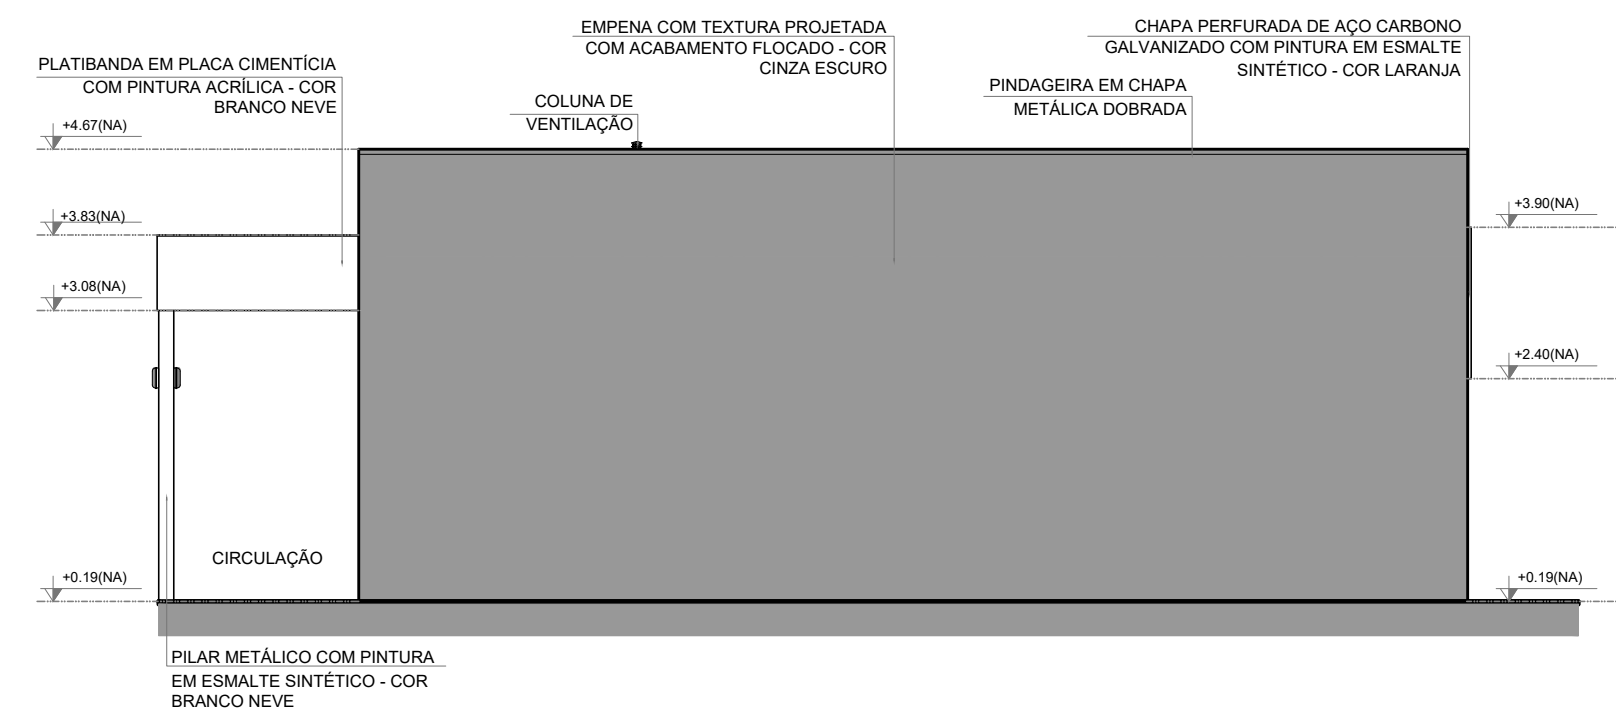 EMPENA COM TEXTURA PROJETADA
COM ACABAMENTO FLOCADO - COR
CINZA ESCURO
CHAPA PERFURADA DE AÇO CARBONO
GALVANIZADO COM PINTURA EM ESMALTE
SINTÉTICO - COR LARANJA
PLATIBANDA EM PLACA CIMENTÍCIA
COM PINTURA ACRÍLICA - COR
BRANCO NEVE
COLUNA DE
VENTILAÇÃO
PINDAGEIRA EM CHAPA
METÁLICA DOBRADA
+4.67(NA)
+3.83(NA)
+3.08(NA)
+0.19(NA)
+3.90(NA)
+2.40(NA)
+0.19(NA)
CIRCULAÇÃO
PILAR METÁLICO COM PINTURA
EM ESMALTE SINTÉTICO - COR
BRANCO NEVE